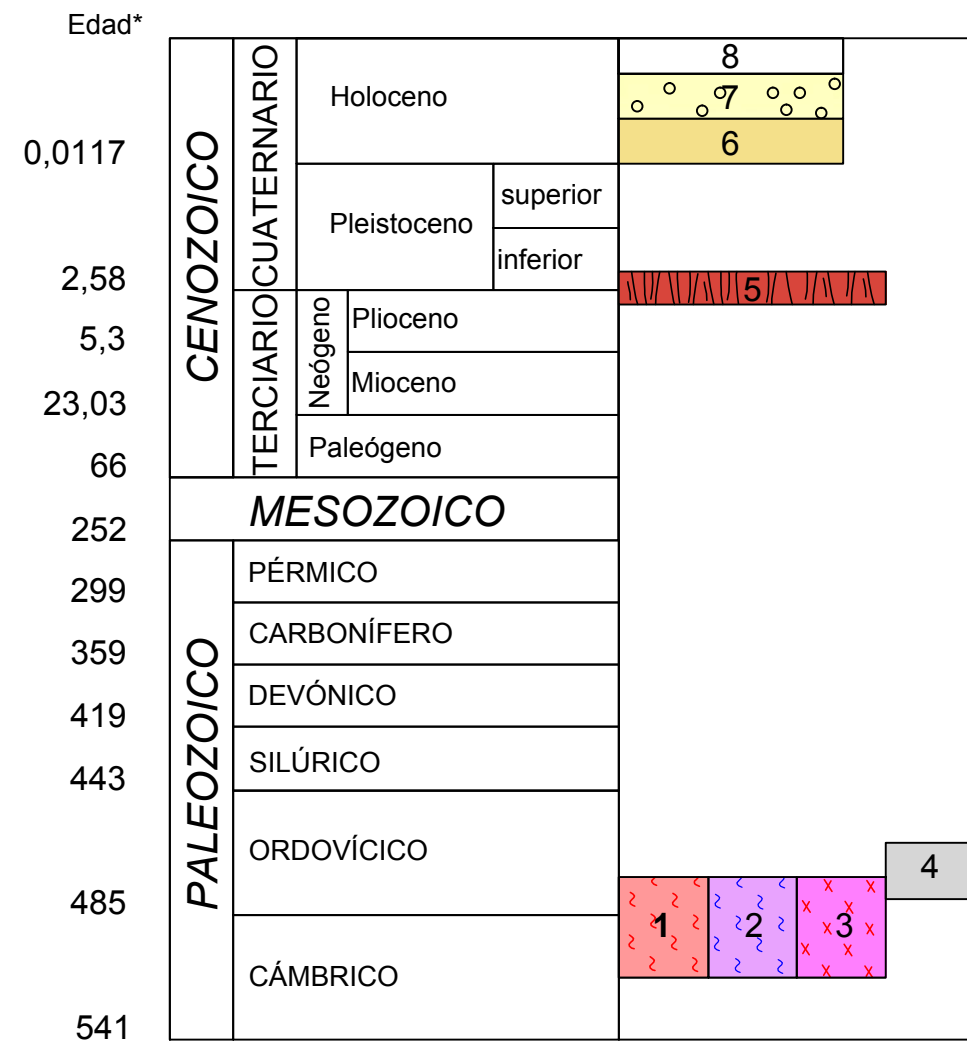 Edad*
CENOZOICO
CUATERNARIO
Holoceno
0,0117
Pleistoceno
superior
inferior
2,58
TERCIARIO
Neógeno
Plioceno
5,3
Mioceno
23,03
Paleógeno
66
MESOZOICO
252
PALEOZOICO
PÉRMICO
299
CARBONÍFERO
359
DEVÓNICO
419
SILÚRICO
443
ORDOVÍCICO
485
CÁMBRICO
541
8
7
6
5
4
1
2
3